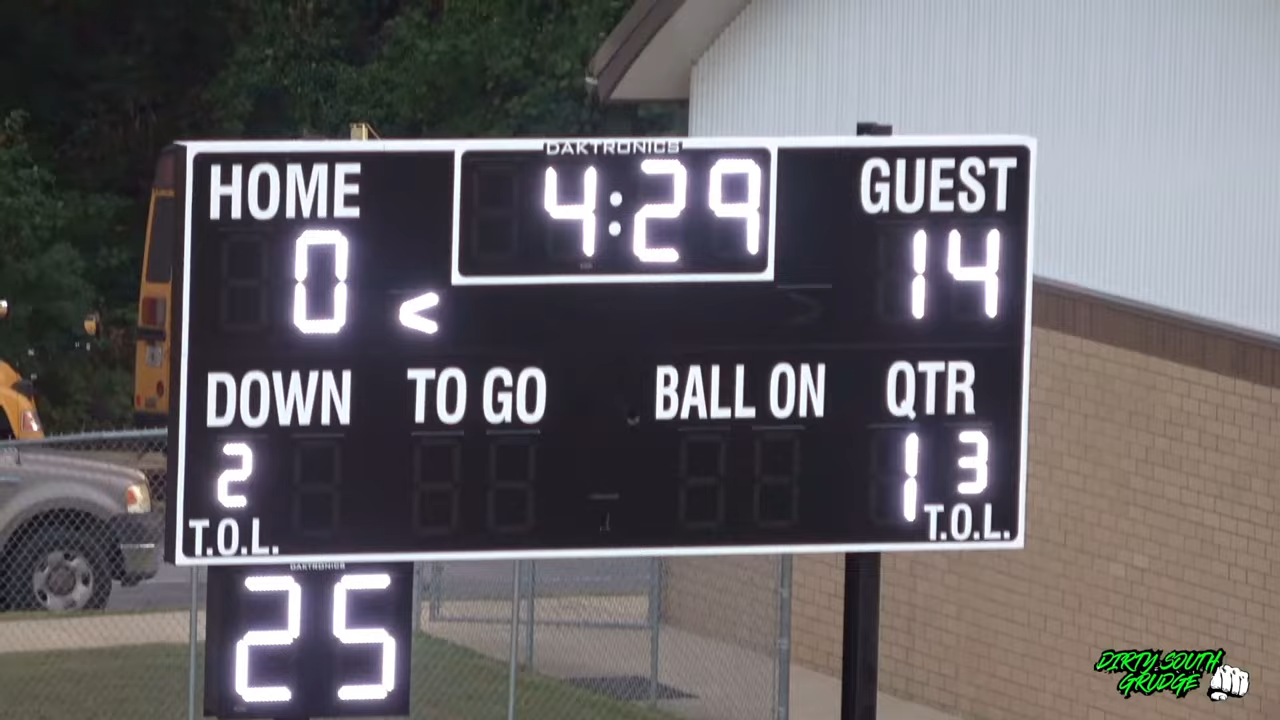 DAKTRONICS
HOME 4:29 GUEST
0 < 14
DOWN TO GO BALL ON QTR
2 1 3
T.O.L. T.O.L.
DAKTRONICS
25
DIRTY SOUTH
GRUDGE